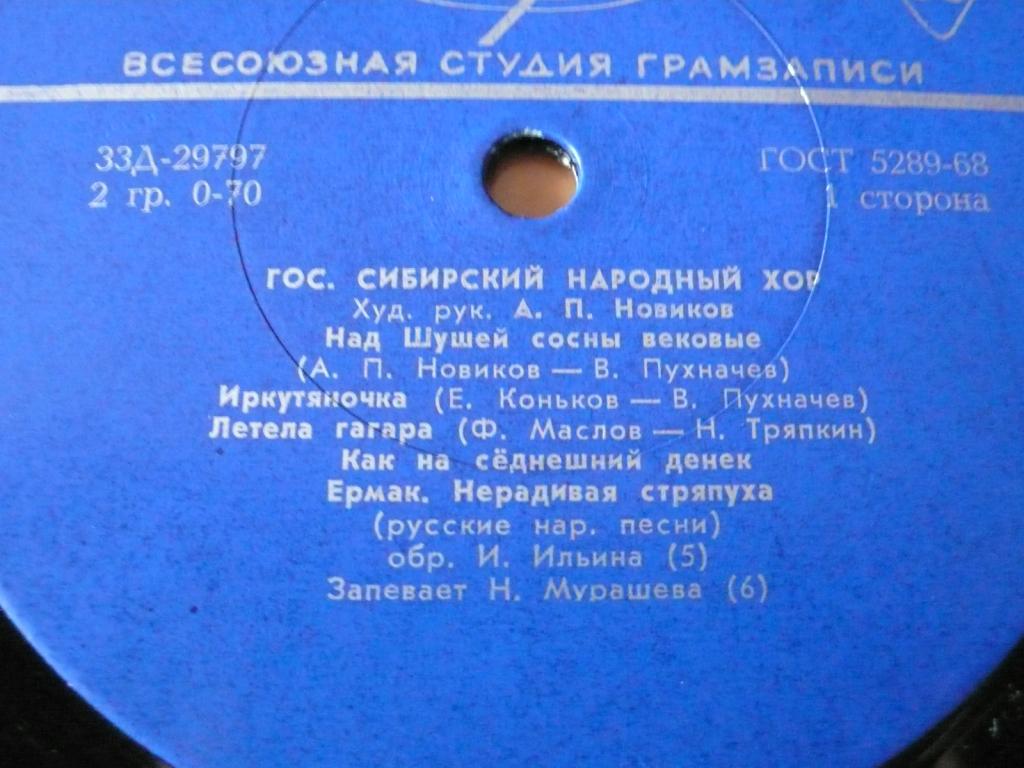 ВСЕСОЮЗНАЯ СТУДИЯ ГРАМЗАПИСИ
33Д-29797
2 гр. 0-70
ГОСТ 5289-68
1 сторона
ГОС. СИБИРСКИЙ НАРОДНЫЙ ХОР
Худ. рук. А. П. Новиков
Над Шушей сосны вековые
(А. П. Новиков — В. Пухначев)
Иркутяночка (Е. Коньков — В. Пухначев)
Летела гагара (Ф. Маслов — Н. Тряпкин)
Как на сёднешний денек
Ермак. Нерадивая стряпуха
(русские нар. песни)
обр. И. Ильина (5)
Запевает Н. Мурашева (6)